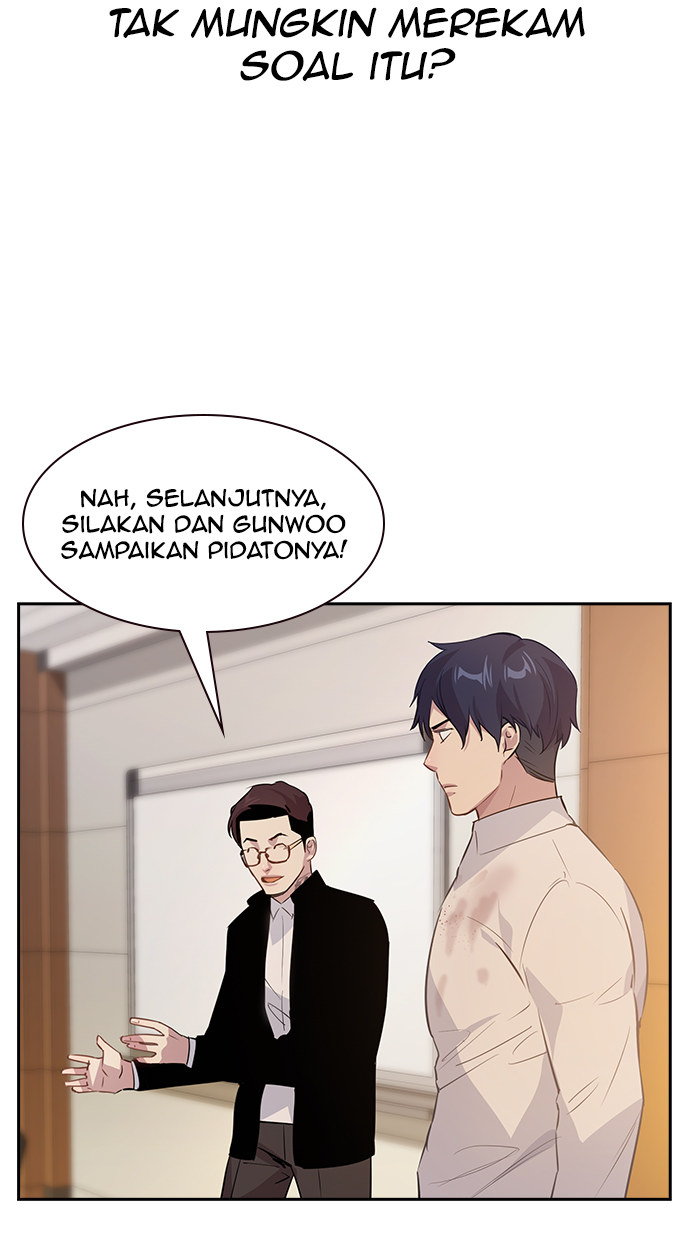 TAK MUNGKIN MEREKAM
SOAL ITU?
NAH, SELANJUTNYA,
SILAKAN DAN GUNWOO
SAMPAIKAN PIDATONYA!